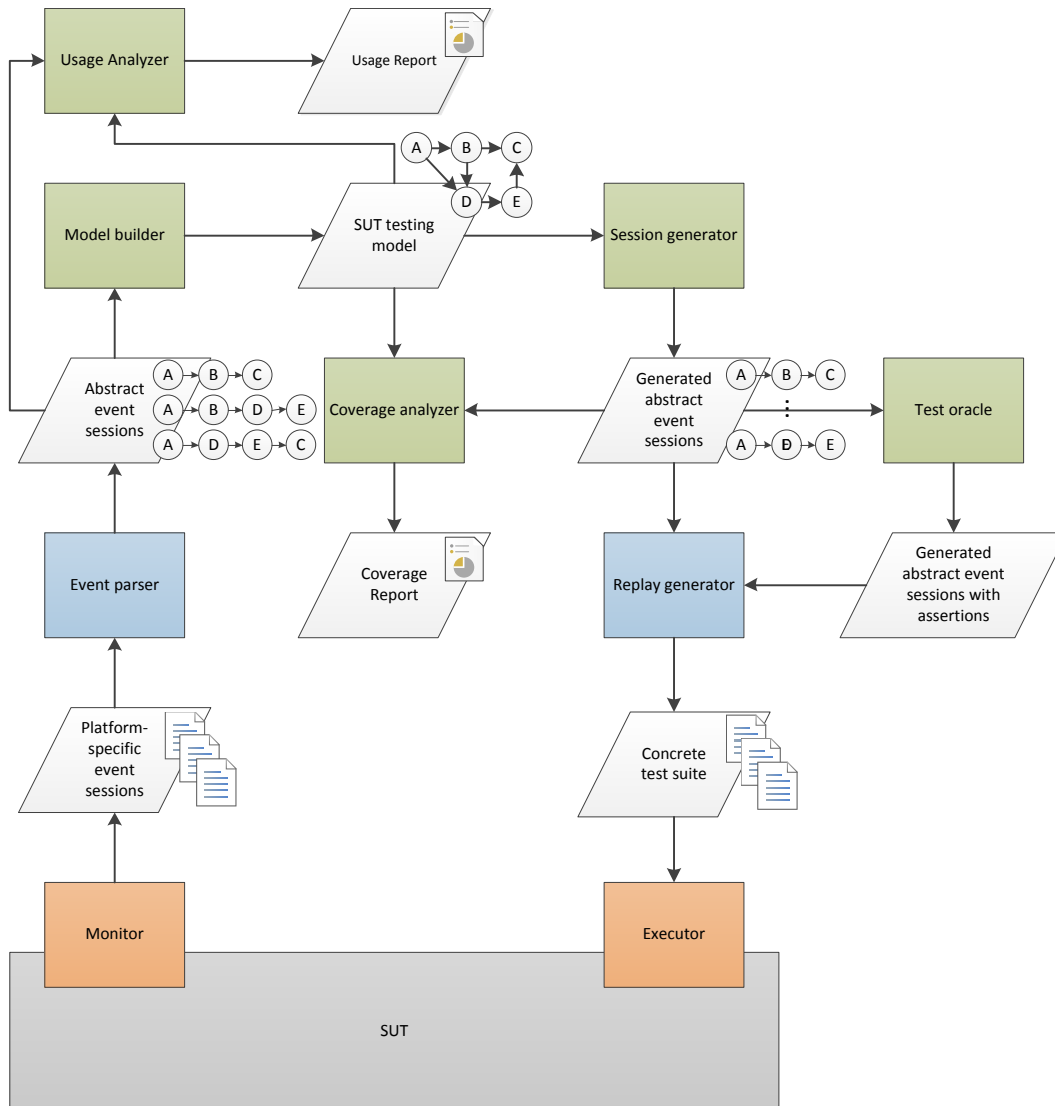 Usage Analyzer
Usage Report
A B C
D E
Model builder
SUT testing
model
Session generator
Abstract
event
sessions
A B C
A B D E
A D E C
Coverage analyzer
Generated
abstract
event
sessions
A B C
A D E
Test oracle
Event parser
Coverage
Report
Replay generator
Generated
abstract event
sessions with
assertions
Platform-
specific
event
sessions
Concrete
test suite
Monitor
Executor
SUT